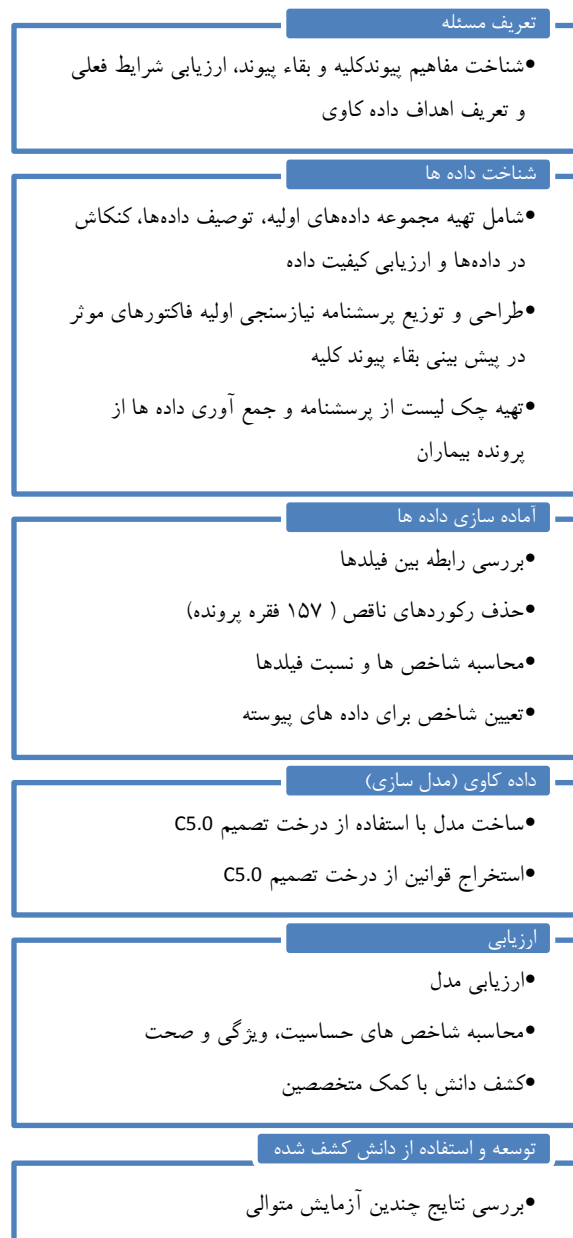 تعریف مسئله
•شناخت مفاهیم پیوندکلیه و بقاء پیوند، ارزیابی شرایط فعلی
و تعریف اهداف داده کاوی
شناخت داده ها
•شامل تهیه مجموعه داده‌های اولیه، توصیف داده‌ها، کنکاش
در داده‌ها و ارزیابی کیفیت داده
•طراحی و توزیع پرسشنامه نیازسنجی اولیه فاکتورهای موثر
در پیش بینی بقاء پیوند کلیه
•تهیه چک لیست از پرسشنامه و جمع آوری داده ها از
پرونده بیماران
آماده سازی داده ها
•بررسی رابطه بین فیلدها
•حذف رکوردهای ناقص ( ۱۵۷ فقره پرونده)
•محاسبه شاخص ها و نسبت فیلدها
•تعیین شاخص برای داده های پیوسته
داده کاوی (مدل سازی)
•ساخت مدل با استفاده از درخت تصمیم C5.0
•استخراج قوانین از درخت تصمیم C5.0
ارزیابی
•ارزیابی مدل
•محاسبه شاخص های حساسیت، ویژگی و صحت
•کشف دانش با کمک متخصصین
توسعه و استفاده از دانش کشف شده
•بررسی نتایج چندین آزمایش متوالی